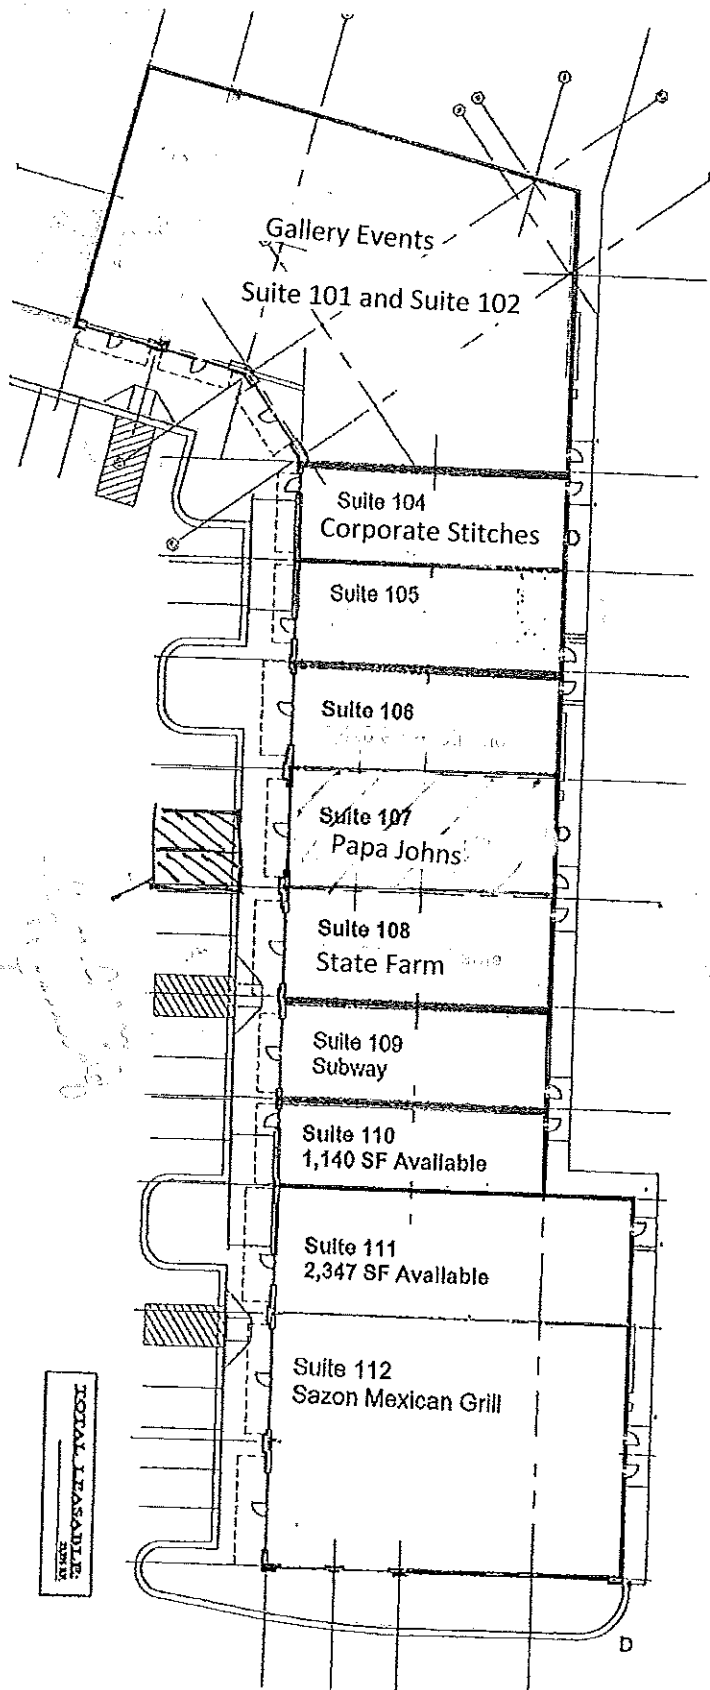 Gallery Events
Suite 101 and Suite 102
Suite 104
Corporate Stitches
Suite 105
Suite 106
Suite 107
Papa Johns
Suite 108
State Farm
Suite 109
Subway
Suite 110
1,140 SF Available
Suite 111
2,347 SF Available
Suite 112
Sazon Mexican Grill
TOTAL LEASABLE:
D